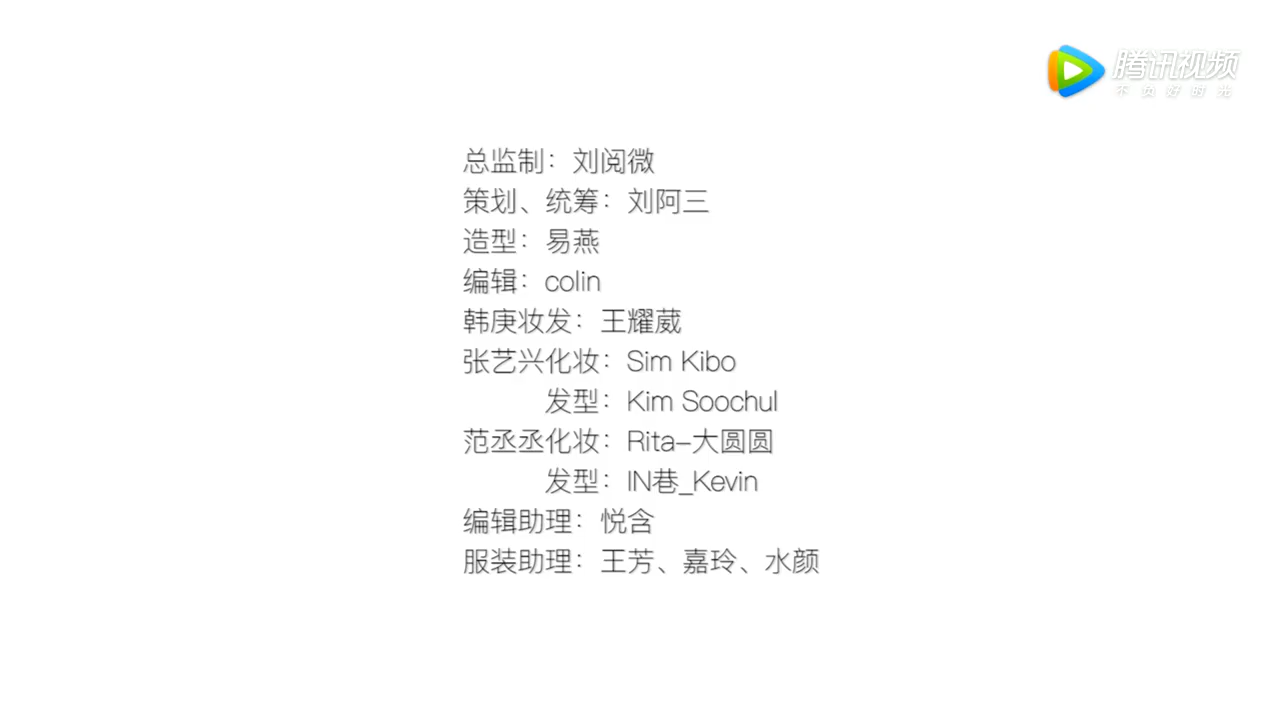 腾讯视频
不负好时光
总监制：刘阅微
策划、统筹：刘阿三
造型：易燕
编辑：colin
韩庚妆发：王耀葳
张艺兴化妆：Sim Kibo
发型：Kim Soochul
范丞丞化妆：Rita-大圆圆
发型：IN巷_Kevin
编辑助理：悦含
服装助理：王芳、嘉玲、水颜